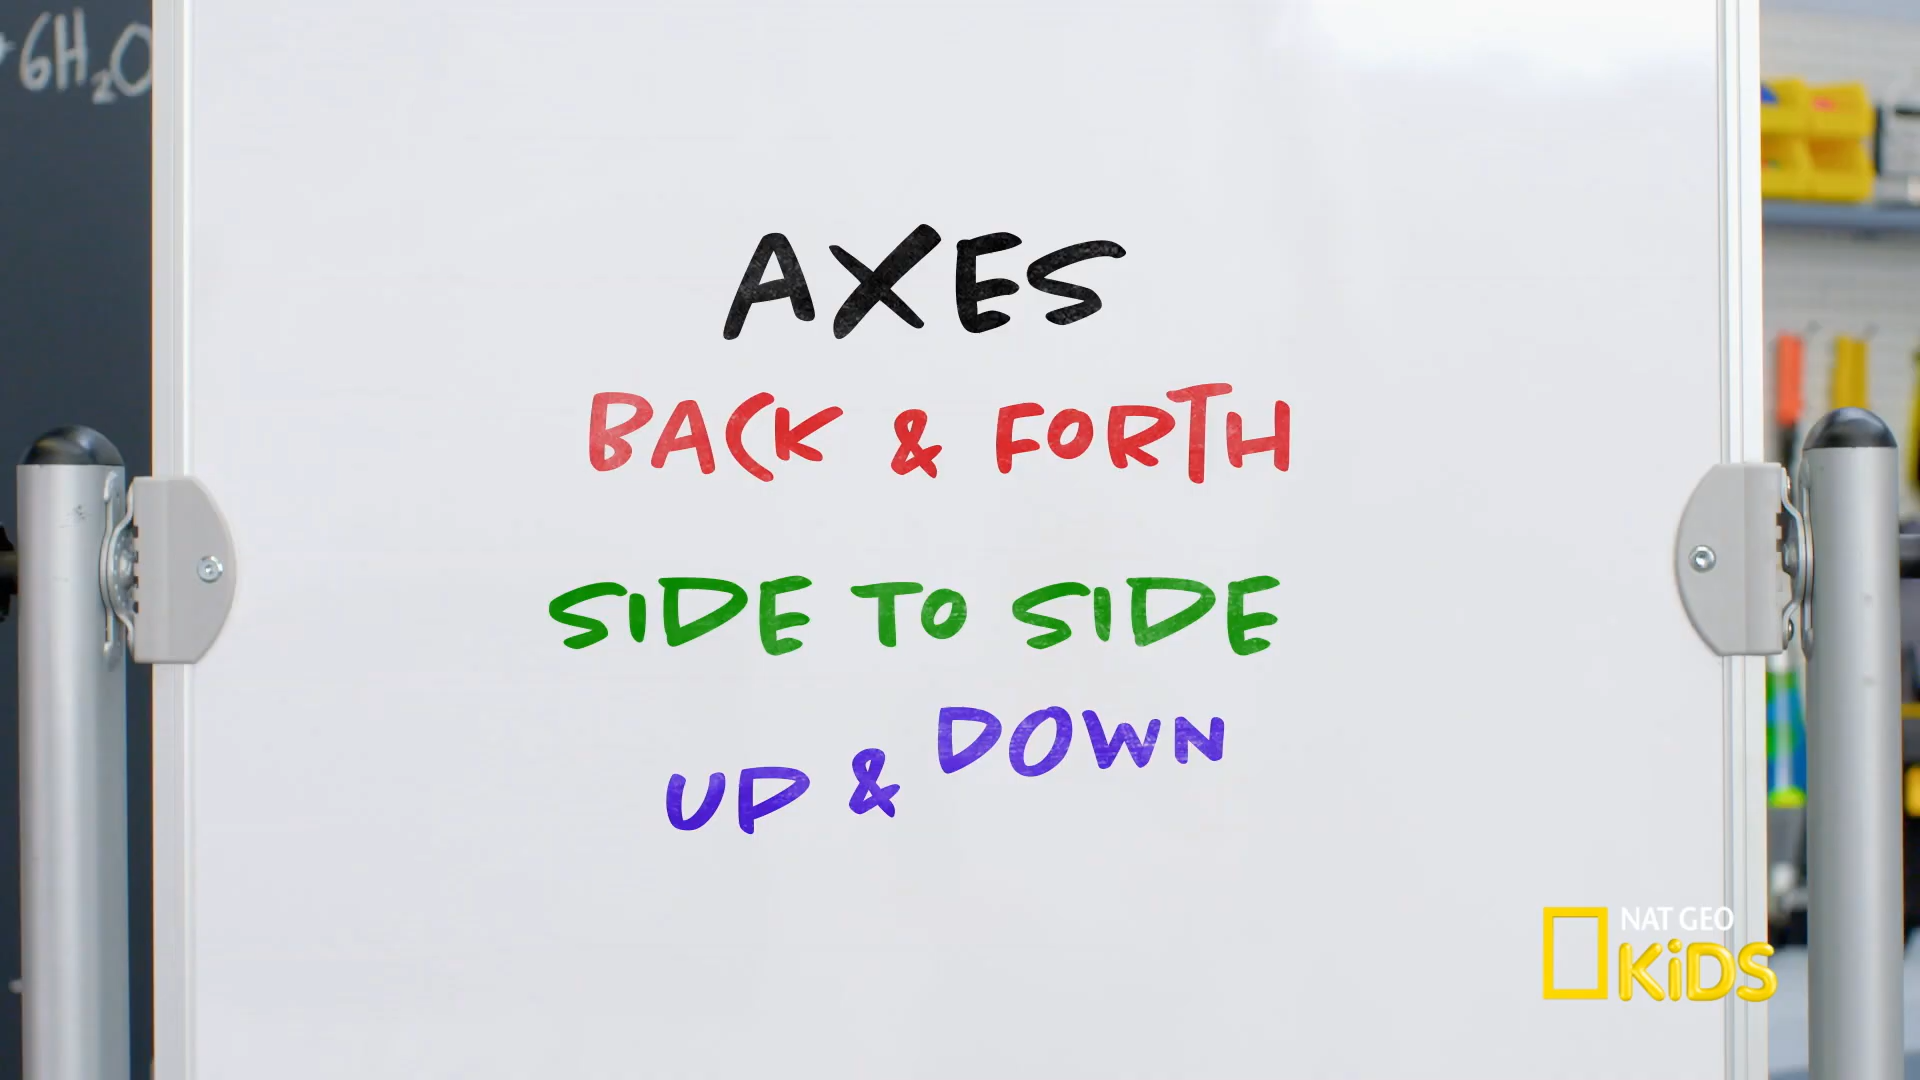 6H₂O
AXES
BACK & FORTH
SIDE TO SIDE
UP & DOWN
NAT GEO
KiDS